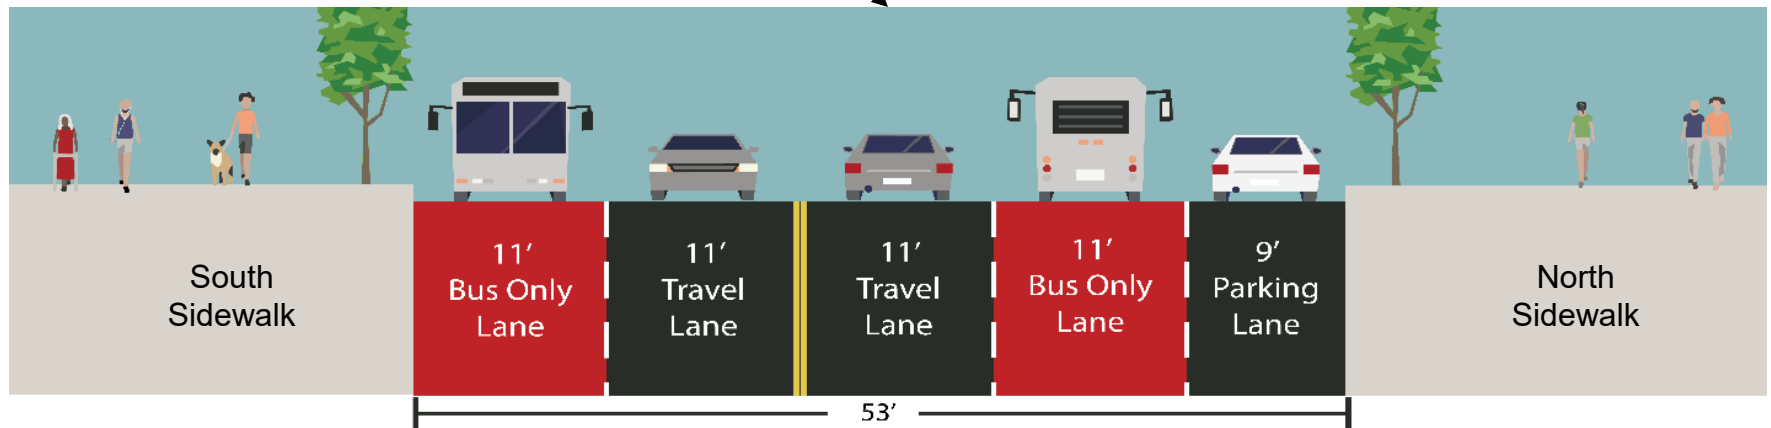 South
Sidewalk
11′
Bus Only
Lane
11′
Travel
Lane
11′
Travel
Lane
11′
Bus Only
Lane
9′
Parking
Lane
North
Sidewalk
53′